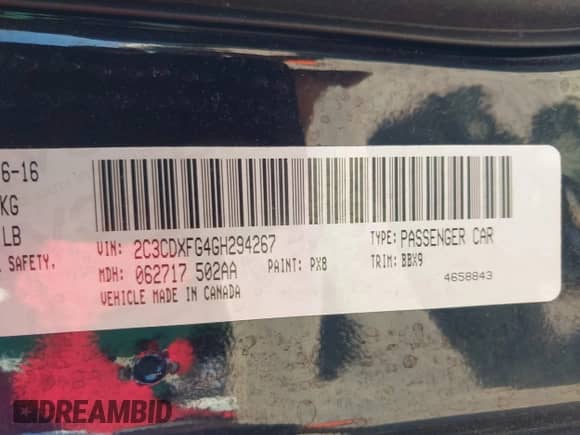 6-16
KG
LB
SAFETY,
VIN: 2C3CDXFG4GH294267
TYPE: PASSENGER CAR
MDH: 062717 502AA
PAINT: PX8
TRIM: BBX9
VEHICLE MADE IN CANADA
4658843
DREAMBID